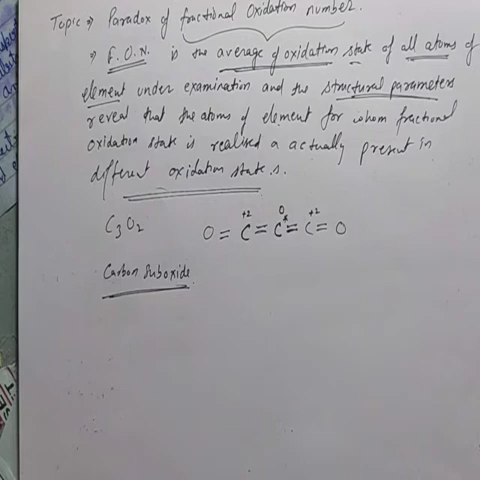 Topic ⇒ Paradox of fractional Oxidation number.
⇒ F.O.N. is the average of oxidation state of all atoms of
element under examination and the structural parameters
reveal that the atoms of element for whom fractional
Oxidation state is realised a actually present in
different oxidation state.s.
+2 0 +2
C3O2 O = C = C* = C = O
Carbon Suboxide.